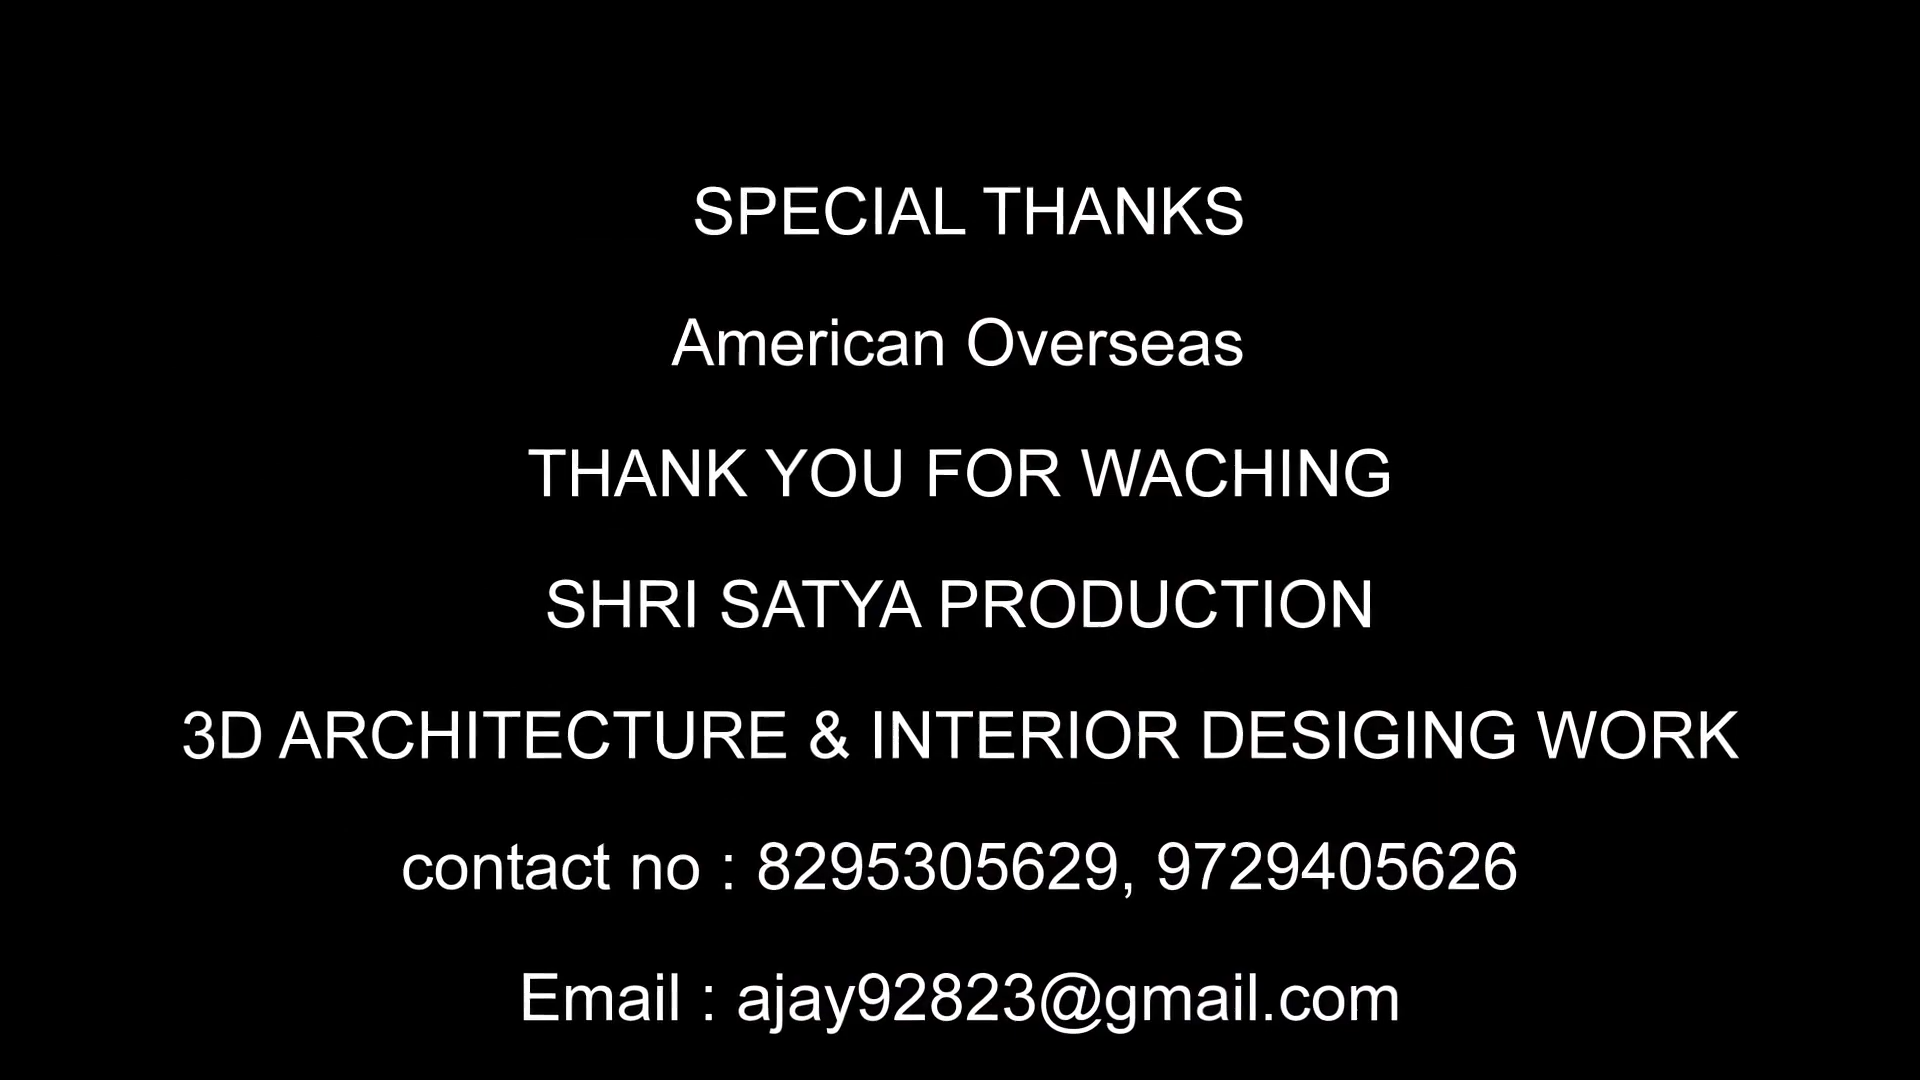 SPECIAL THANKS
American Overseas
THANK YOU FOR WACHING
SHRI SATYA PRODUCTION
3D ARCHITECTURE & INTERIOR DESIGING WORK
contact no : 8295305629, 9729405626
Email : ajay92823@gmail.com